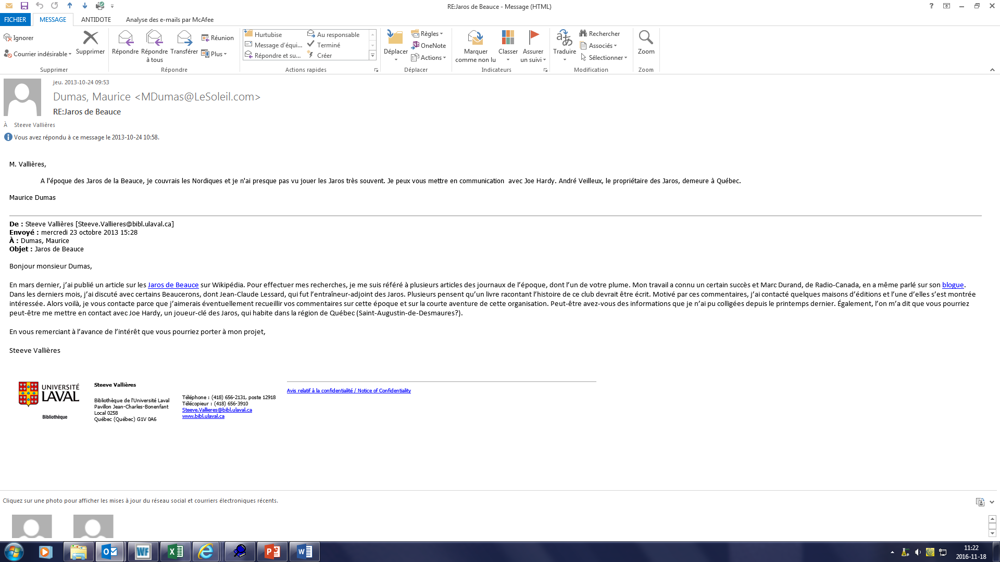 RE:Jaros de Beauce - Message (HTML)
FICHIER MESSAGE ANTIDOTE Analyse des e-mails par McAfee
Ignorer
Courrier indésirable
Supprimer
Répondre
Répondre à tous
Transférer
Réunion
Plus
Hurtubise
Message d'équi...
Répondre et su...
Au responsable
Terminé
Créer
Déplacer
Règles
OneNote
Actions
Marquer comme non lu
Classer
Assurer un suivi
Traduire
Rechercher
Associés
Sélectionner
Zoom
Supprimer Répondre Actions rapides Déplacer Indicateurs Modification Zoom
jeu. 2013-10-24 09:53
Dumas, Maurice <MDumas@LeSoleil.com>
RE:Jaros de Beauce
À Steeve Vallières
Vous avez répondu à ce message le 2013-10-24 10:58.
M. Vallières,
A l'époque des Jaros de la Beauce, je couvrais les Nordiques et je n'ai presque pas vu jouer les Jaros très souvent. Je peux vous mettre en communication  avec Joe Hardy. André Veilleux, le propriétaire des Jaros, demeure à Québec.
Maurice Dumas
De : Steeve Vallières [Steeve.Vallieres@bibl.ulaval.ca]
Envoyé : mercredi 23 octobre 2013 15:28
À : Dumas, Maurice
Objet : Jaros de Beauce
Bonjour monsieur Dumas,
En mars dernier, j’ai publié un article sur les Jaros de Beauce sur Wikipédia. Pour effectuer mes recherches, je me suis référé à plusieurs articles des journaux de l’époque, dont l’un de votre plume. Mon travail a connu un certain succès et Marc Durand, de Radio-Canada, en a même parlé sur son blogue.
Dans les derniers mois, j’ai discuté avec certains Beaucerons, dont Jean-Claude Lessard, qui fut l’entraîneur-adjoint des Jaros. Plusieurs pensent qu’un livre racontant l’histoire de ce club devrait être écrit. Motivé par ces commentaires, j’ai contacté quelques maisons d’éditions et l’une d’elles s’est montrée
intéressée. Alors voilà, je vous contacte parce que j’aimerais éventuellement recueillir vos commentaires sur cette époque et sur la courte aventure de cette organisation. Peut-être avez-vous des informations que je n’ai pu colligées depuis le printemps dernier. Également, l’on m’a dit que vous pourriez
peut-être me mettre en contact avec Joe Hardy, un joueur-clé des Jaros, qui habite dans la région de Québec (Saint-Augustin-de-Desmaures?).
En vous remerciant à l’avance de l’intérêt que vous pourriez porter à mon projet,
Steeve Vallières
UNIVERSITÉ
LAVAL
Bibliothèque
Steeve Vallières
Bibliothèque de l'Université Laval
Pavillon Jean-Charles-Bonenfant
Local 0258
Québec (Québec) G1V 0A6
Téléphone : (418) 656-2131, poste 12918
Télécopieur : (418) 656-3910
Steeve.Vallieres@bibl.ulaval.ca
www.bibl.ulaval.ca
Avis relatif à la confidentialité / Notice of Confidentiality
Cliquez sur une photo pour afficher les mises à jour du réseau social et courriers électroniques récents.
11:22
2016-11-18